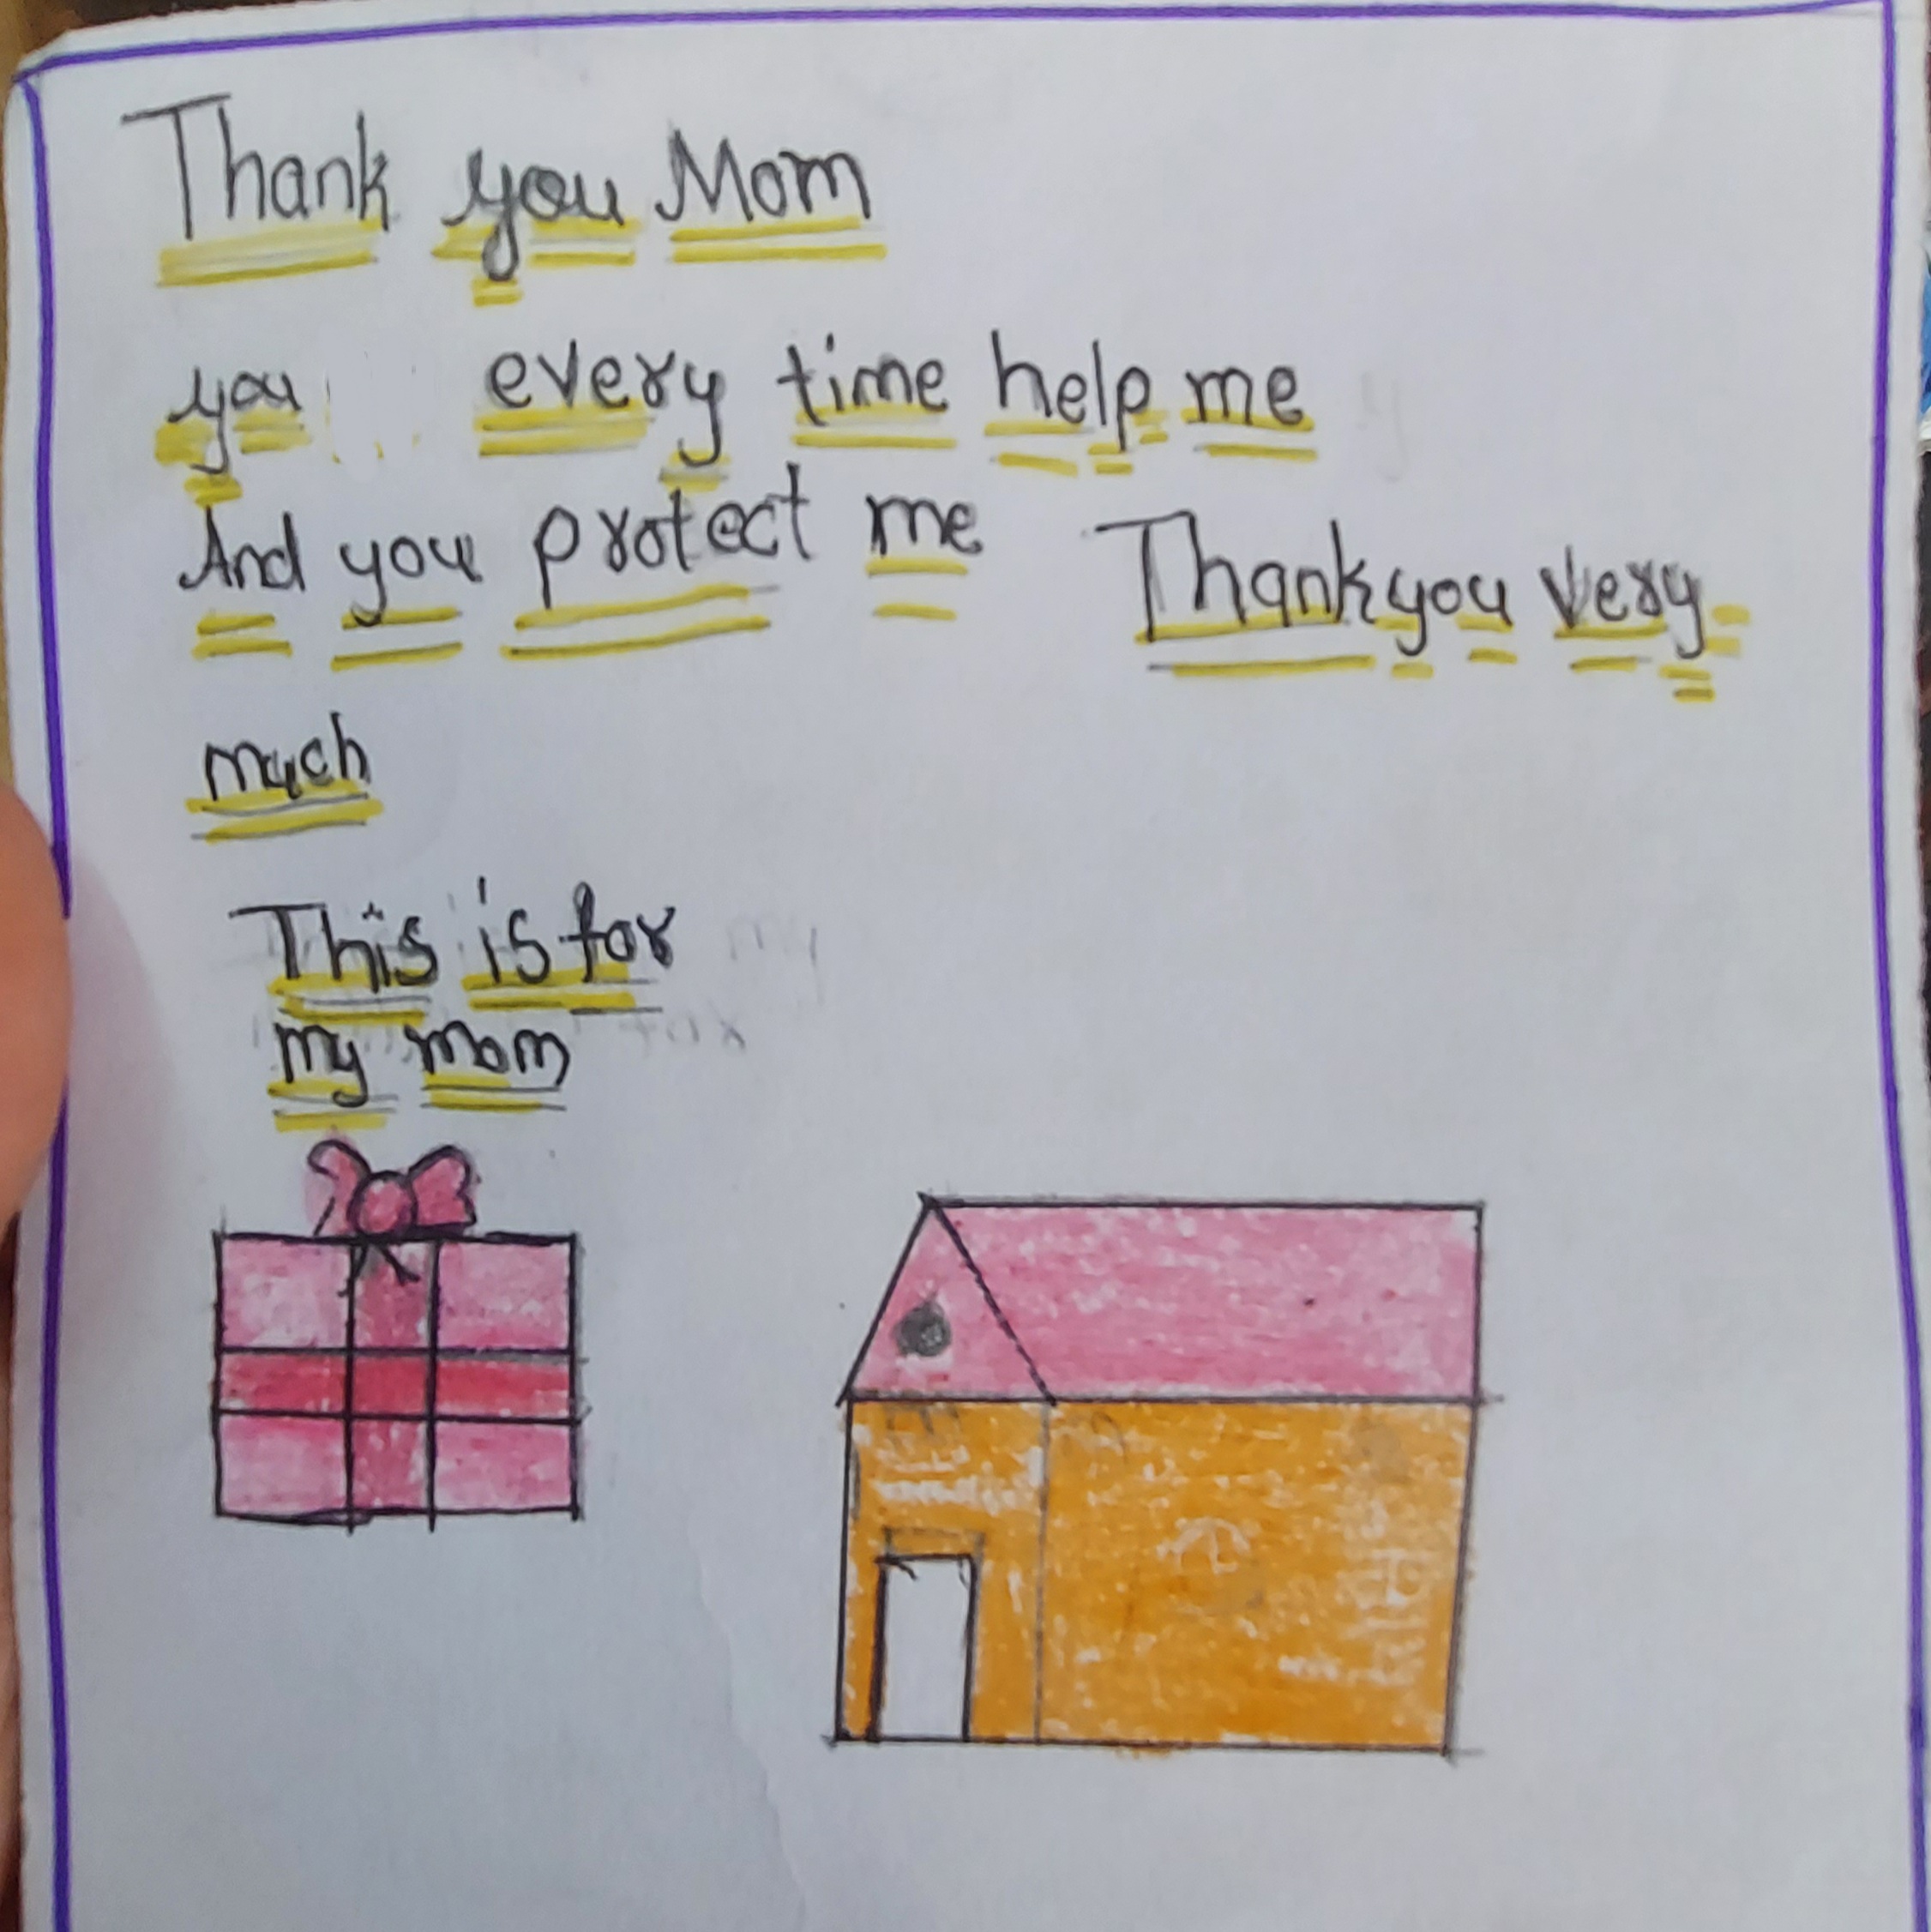 Thank you Mom
you every time help me
And you protect me Thank you Very
much
This is for
my mom